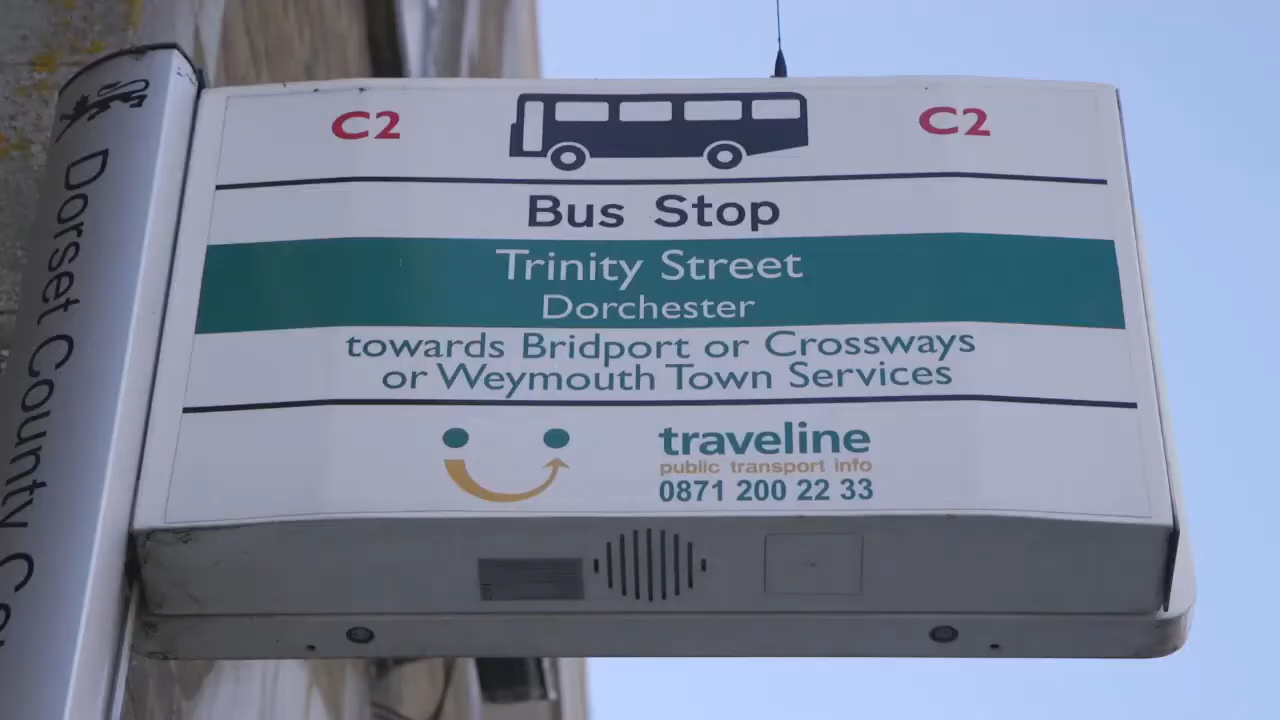 C2 C2
Bus Stop
Trinity Street
Dorchester
towards Bridport or Crossways
or Weymouth Town Services
traveline
public transport info
0871 200 22 33
Dorset County